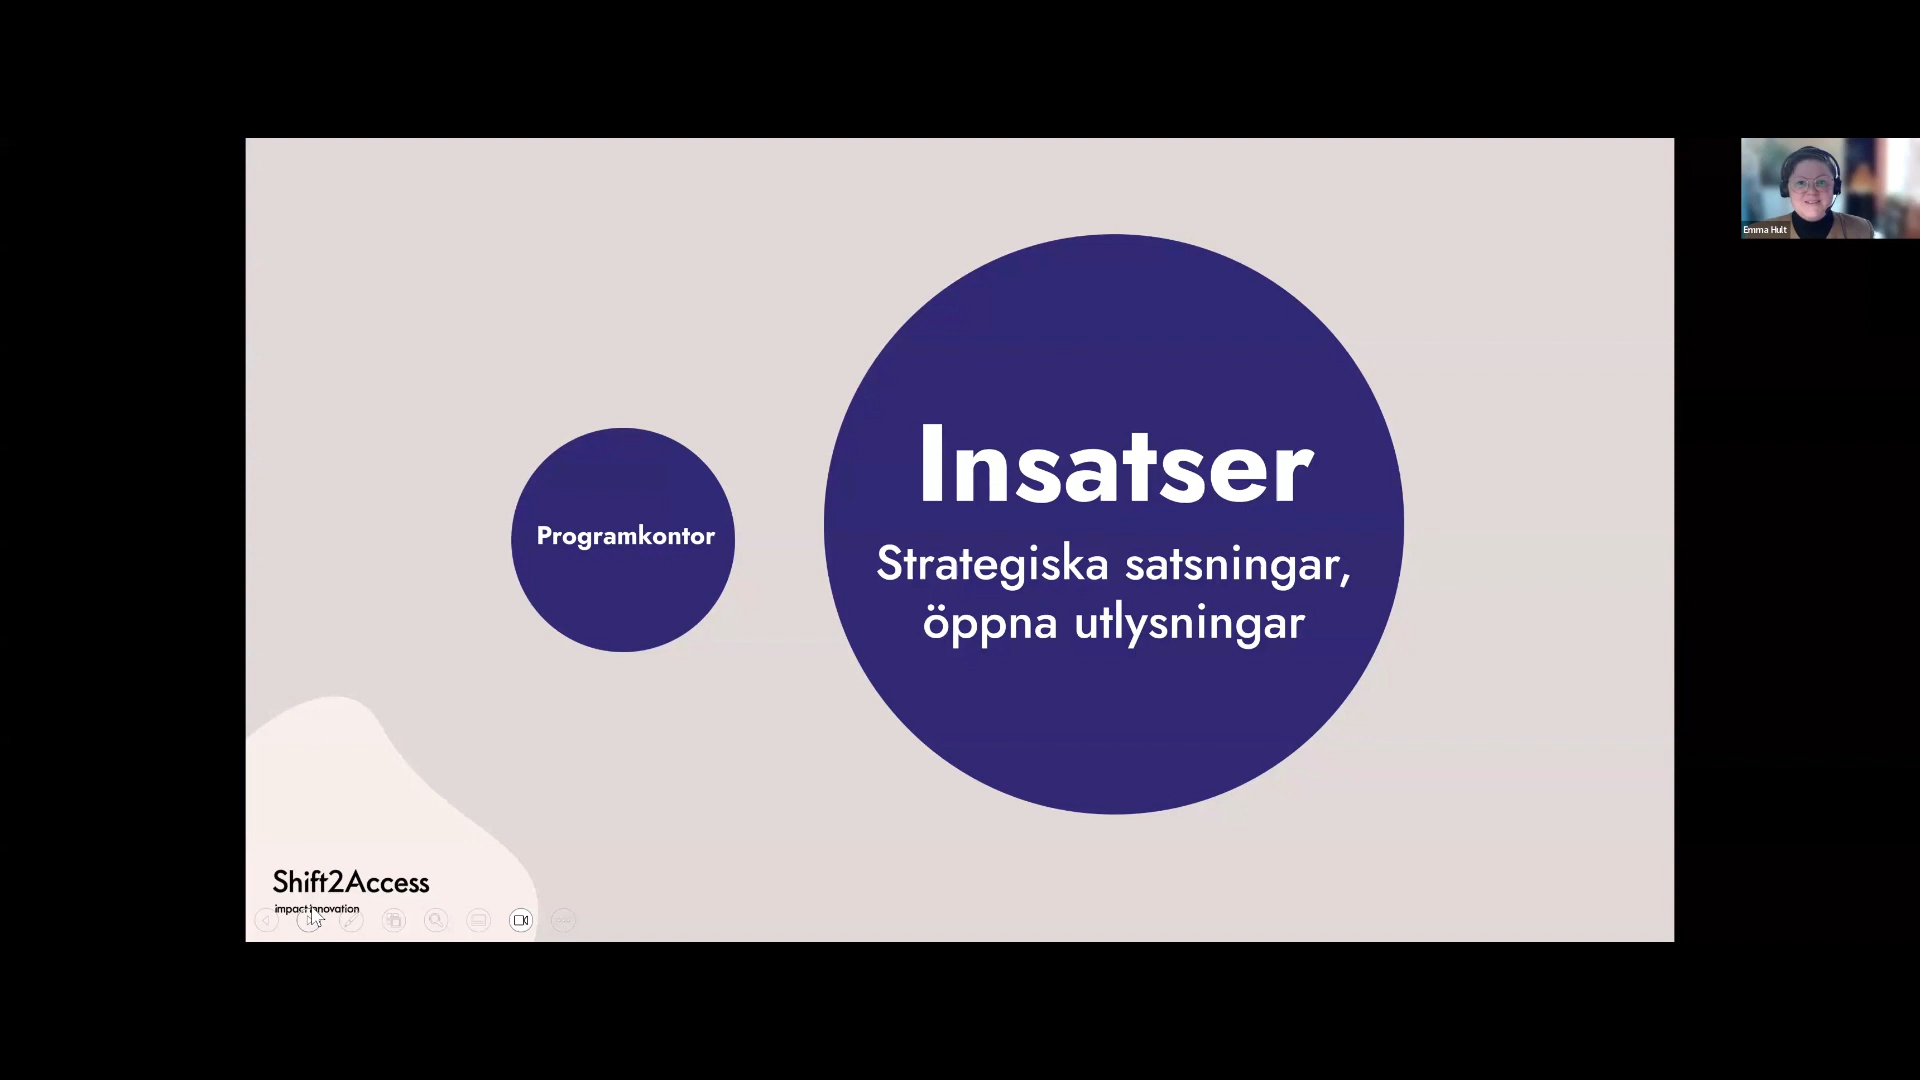 Programkontor
Insatser
Strategiska satsningar,
öppna utlysningar
Shift2Access
impact innovation
Emma Hult